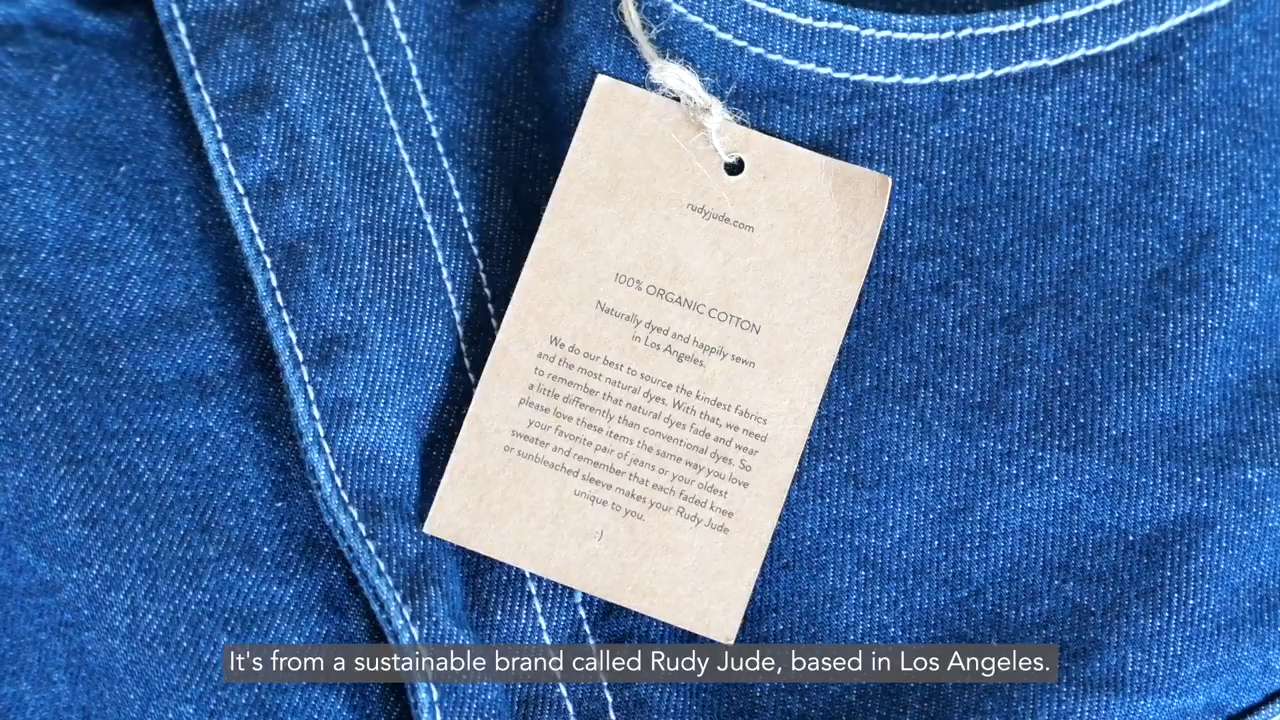 rudyjude.com
100% ORGANIC COTTON
Naturally dyed and happily sewn
in Los Angeles.
We do our best to source the kindest fabrics
and the most natural dyes. With that, we need
to remember that natural dyes fade and wear
a little differently than conventional dyes. So
please love these items the same way you love
your favorite pair of jeans or your oldest
sweater and remember that each faded knee
or sunbleached sleeve makes your Rudy Jude
unique to you.
:)
It's from a sustainable brand called Rudy Jude, based in Los Angeles.